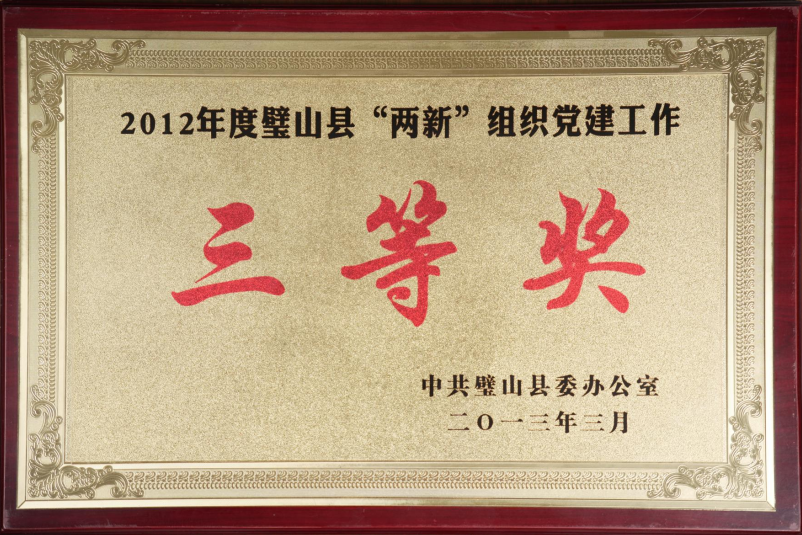 2012年度璧山县“两新”组织党建工作
三等奖
中共璧山县委办公室
二〇一三年三月